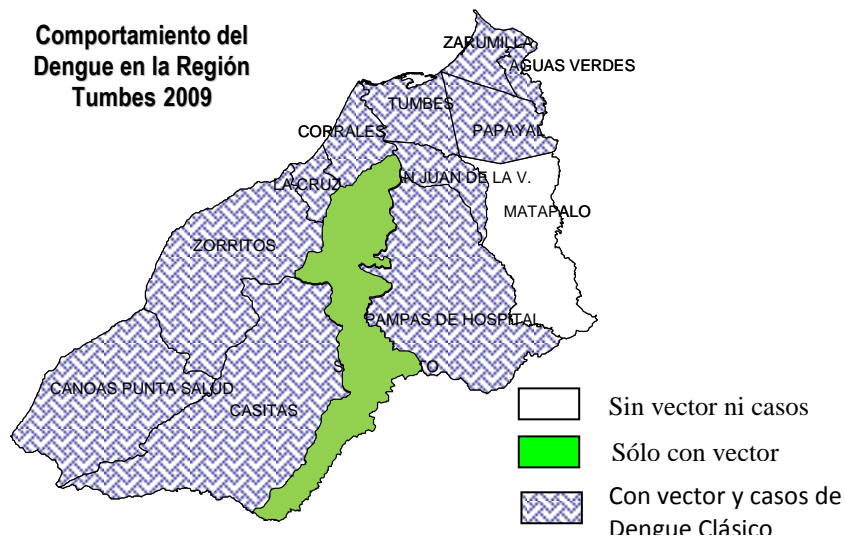 Comportamiento del
Dengue en la Región
Tumbes 2009
ZARUMILLA
AGUAS VERDES
TUMBES
PAPAYAL
CORRALES
LA CRUZ
N JUAN DE LA V.
MATAPALO
ZORRITOS
PAMPAS DE HOSPITAL
CANOAS PUNTA SALUD
CASITAS
Sin vector ni casos
Sólo con vector
Con vector y casos de
Dengue Clásico